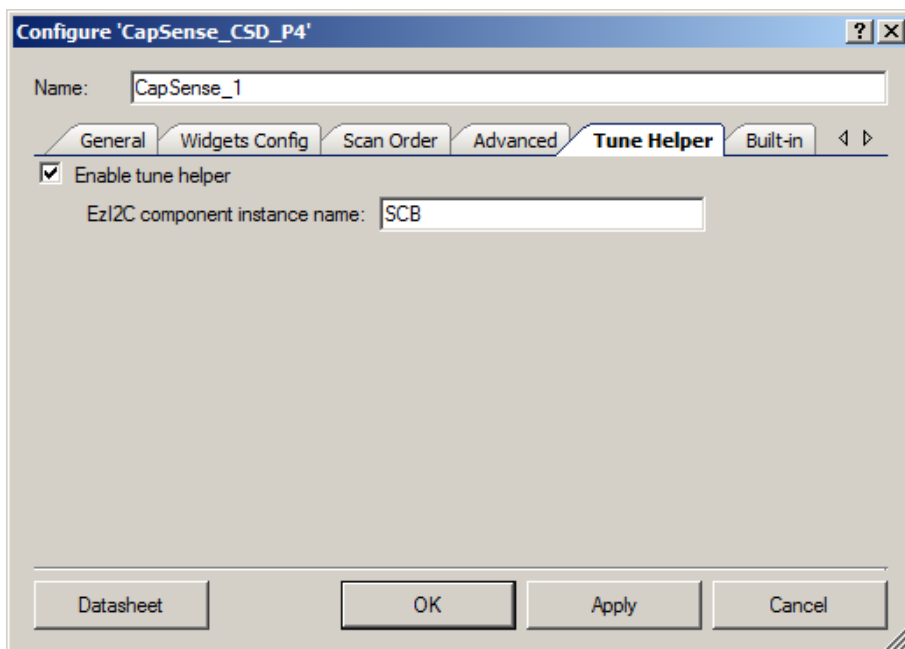 Configure 'CapSense_CSD_P4'
Name: CapSense_1
General Widgets Config Scan Order Advanced Tune Helper Built-in
Enable tune helper
EzI2C component instance name: SCB
Datasheet OK Apply Cancel